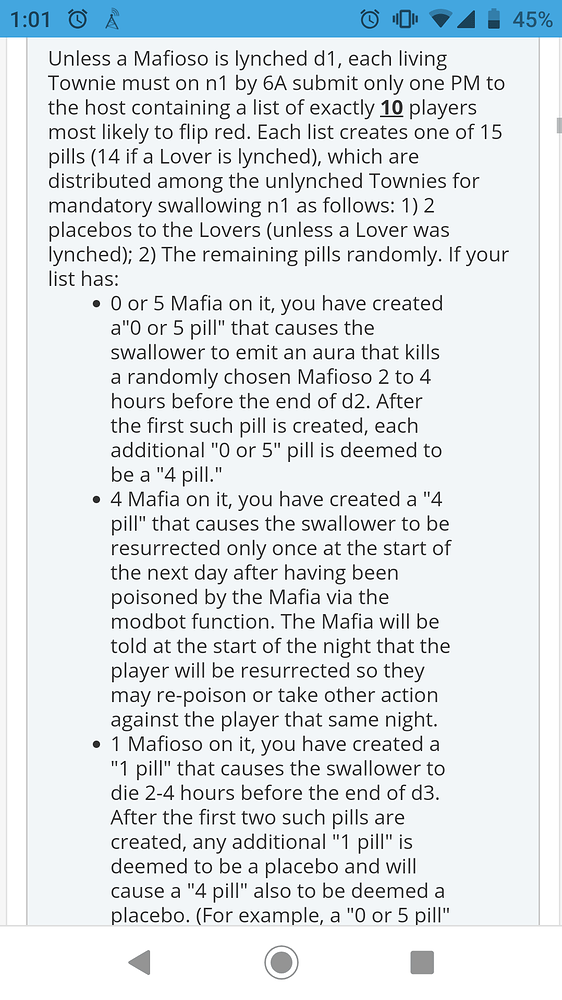 1:01
45%
Unless a Mafioso is lynched d1, each living
Townie must on n1 by 6A submit only one PM to
the host containing a list of exactly 10 players
most likely to flip red. Each list creates one of 15
pills (14 if a Lover is lynched), which are
distributed among the unlynched Townies for
mandatory swallowing n1 as follows: 1) 2
placebos to the Lovers (unless a Lover was
lynched); 2) The remaining pills randomly. If your
list has:
• 0 or 5 Mafia on it, you have created
a"0 or 5 pill" that causes the
swallower to emit an aura that kills
a randomly chosen Mafioso 2 to 4
hours before the end of d2. After
the first such pill is created, each
additional "0 or 5" pill is deemed to
be a "4 pill."
• 4 Mafia on it, you have created a "4
pill" that causes the swallower to be
resurrected only once at the start of
the next day after having been
poisoned by the Mafia via the
modbot function. The Mafia will be
told at the start of the night that the
player will be resurrected so they
may re-poison or take other action
against the player that same night.
• 1 Mafioso on it, you have created a
"1 pill" that causes the swallower to
die 2-4 hours before the end of d3.
After the first two such pills are
created, any additional "1 pill" is
deemed to be a placebo and will
cause a "4 pill" also to be deemed a
placebo. (For example, a "0 or 5 pill"